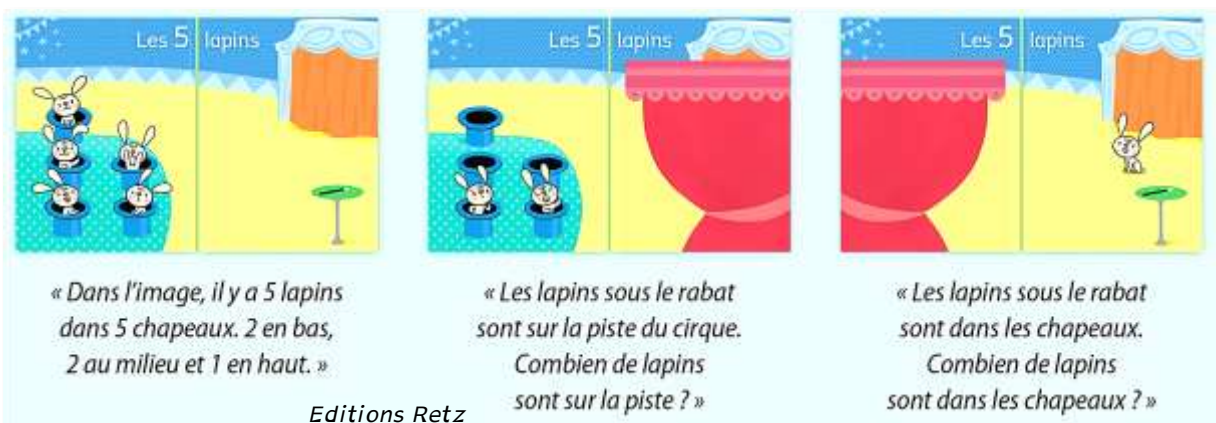 Les 5 lapins
Les 5 lapins
Les 5 lapins
« Dans l’image, il y a 5 lapins
dans 5 chapeaux. 2 en bas,
2 au milieu et 1 en haut. »
« Les lapins sous le rabat
sont sur la piste du cirque.
Combien de lapins
sont sur la piste ? »
« Les lapins sous le rabat
sont dans les chapeaux.
Combien de lapins
sont dans les chapeaux ? »
Editions Retz